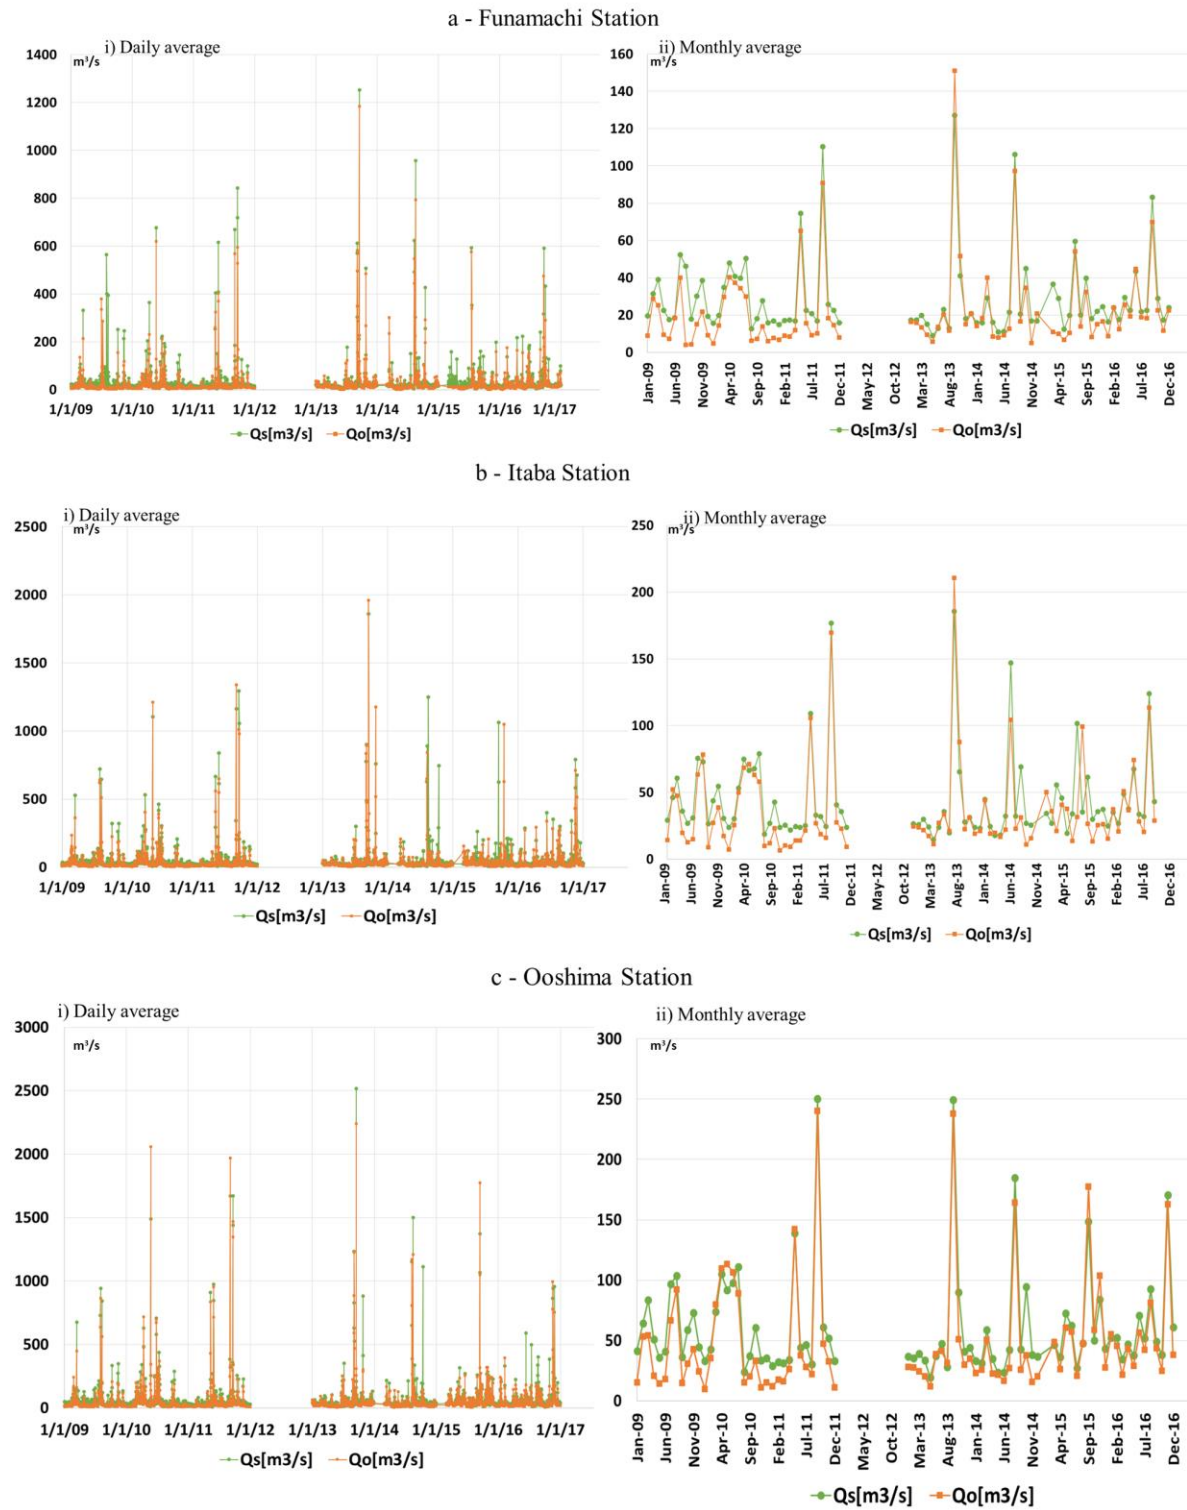 a - Funamachi Station
i) Daily average
m³/s
1400
1200
1000
800
600
400
200
0
1/1/09 1/1/10 1/1/11 1/1/12 1/1/13 1/1/14 1/1/15 1/1/16 1/1/17
Qs[m3/s] Qo[m3/s]
ii) Monthly average
m³/s
160
140
120
100
80
60
40
20
0
Jan-09 Jun-09 Nov-09 Apr-10 Sep-10 Feb-11 Jul-11 Dec-11 May-12 Oct-12 Mar-13 Aug-13 Jan-14 Jun-14 Nov-14 Apr-15 Sep-15 Feb-16 Jul-16 Dec-16
Qs[m3/s] Qo[m3/s]
b - Itaba Station
i) Daily average
m³/s
2500
2000
1500
1000
500
0
1/1/09 1/1/10 1/1/11 1/1/12 1/1/13 1/1/14 1/1/15 1/1/16 1/1/17
Qs[m3/s] Qo[m3/s]
ii) Monthly average
m³/s
250
200
150
100
50
0
Jan-09 Jun-09 Nov-09 Apr-10 Sep-10 Feb-11 Jul-11 Dec-11 May-12 Oct-12 Mar-13 Aug-13 Jan-14 Jun-14 Nov-14 Apr-15 Sep-15 Feb-16 Jul-16 Dec-16
Qs[m3/s] Qo[m3/s]
c - Ooshima Station
i) Daily average
m³/s
3000
2500
2000
1500
1000
500
0
1/1/09 1/1/10 1/1/11 1/1/12 1/1/13 1/1/14 1/1/15 1/1/16 1/1/17
Qs[m3/s] Qo[m3/s]
ii) Monthly average
m³/s
300
250
200
150
100
50
0
Jan-09 Jun-09 Nov-09 Apr-10 Sep-10 Feb-11 Jul-11 Dec-11 May-12 Oct-12 Mar-13 Aug-13 Jan-14 Jun-14 Nov-14 Apr-15 Sep-15 Feb-16 Jul-16 Dec-16
Qs[m3/s] Qo[m3/s]